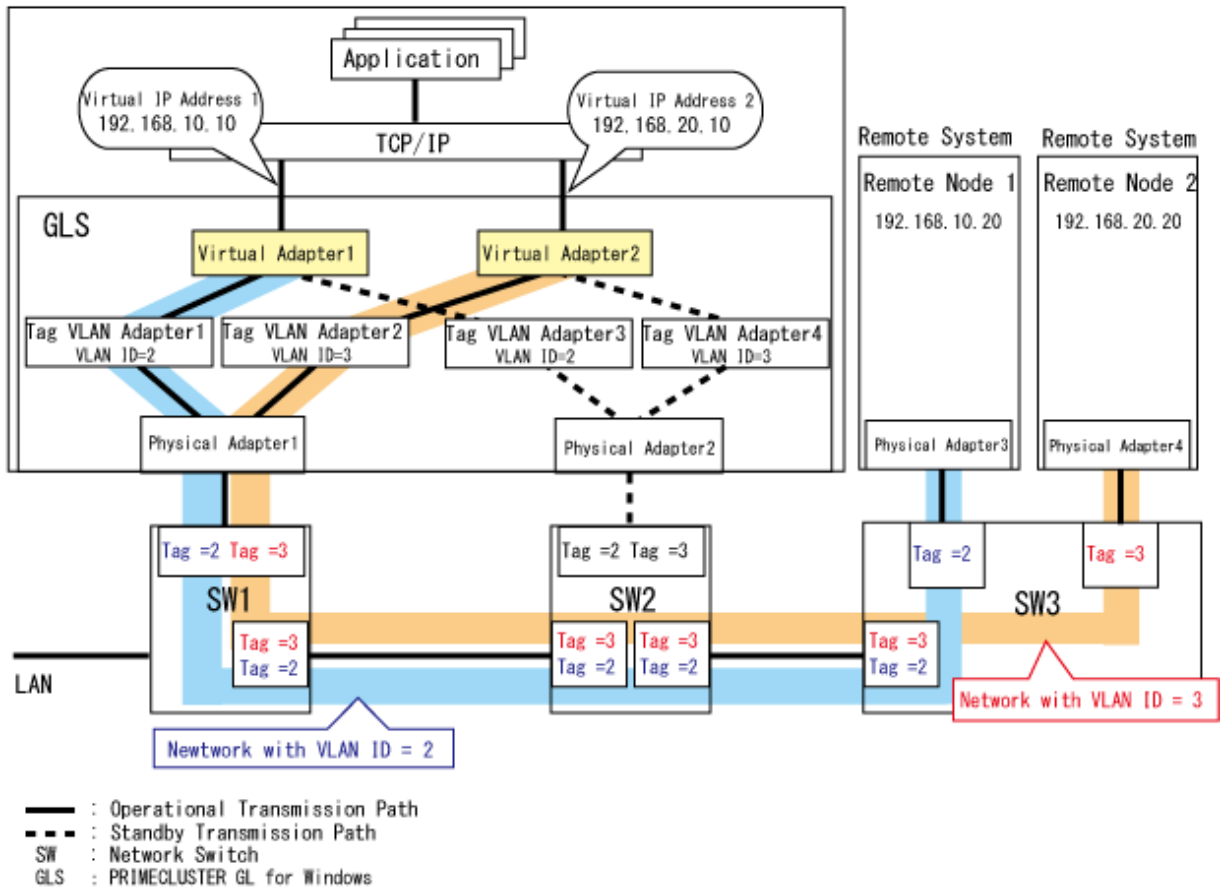 Application
Virtual IP Address 1
192.168.10.10
Virtual IP Address 2
192.168.20.10
TCP/IP
Remote System
Remote System
Remote Node 1
192.168.10.20
Remote Node 2
192.168.20.20
GLS
Virtual Adapter1
Virtual Adapter2
Tag VLAN Adapter1
VLAN ID=2
Tag VLAN Adapter2
VLAN ID=3
Tag VLAN Adapter3
VLAN ID=2
Tag VLAN Adapter4
VLAN ID=3
Physical Adapter1
Physical Adapter2
Physical Adapter3
Physical Adapter4
Tag =2 Tag =3
Tag =2 Tag =3
Tag =2
Tag =3
SW1
SW2
SW3
Tag =3
Tag =2
Tag =3
Tag =2
Tag =3
Tag =2
Tag =3
Tag =2
LAN
Network with VLAN ID = 3
Newtwork with VLAN ID = 2
: Operational Transmission Path
: Standby Transmission Path
SW : Network Switch
GLS : PRIMECLUSTER GL for Windows